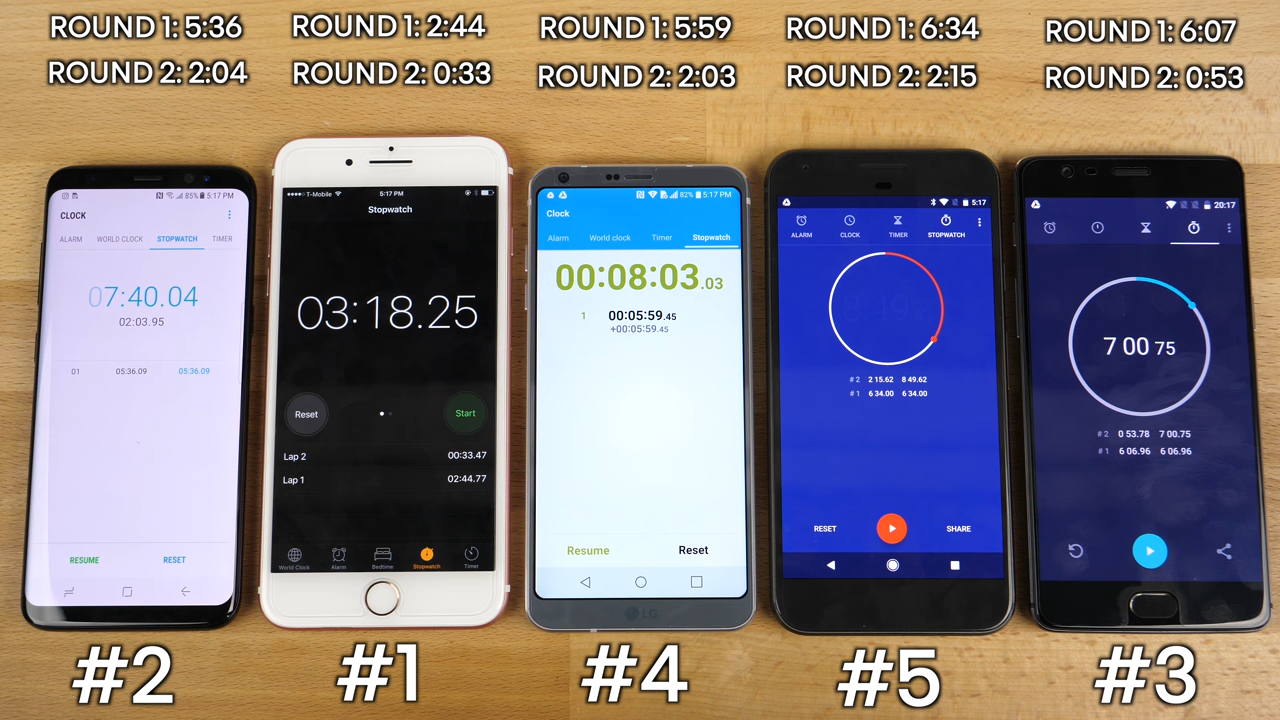 ROUND 1: 5:36
ROUND 2: 2:04
ROUND 1: 2:44
ROUND 2: 0:33
ROUND 1: 5:59
ROUND 2: 2:03
ROUND 1: 6:34
ROUND 2: 2:15
ROUND 1: 6:07
ROUND 2: 0:53
85% 5:17 PM
CLOCK
ALARM WORLD CLOCK STOPWATCH TIMER
07:40.04
02:03.95
01 05:36.09 05:36.09
RESUME RESET
T-Mobile 5:17 PM
Stopwatch
03:18.25
Reset Start
Lap 2 00:33.47
Lap 1 02:44.77
World Clock Alarm Bedtime Stopwatch Timer
82% 5:17 PM
Clock
Alarm World clock Timer Stopwatch
00:08:03.03
1 00:05:59.45
+00:05:59.45
Resume Reset
LG
5:17
ALARM CLOCK TIMER STOPWATCH
8:49
# 2 2 15.62 8 49.62
# 1 6 34.00 6 34.00
RESET SHARE
20:17
7 00 75
# 2 0 53.78 7 00.75
# 1 6 06.96 6 06.96
#2
#1
#4
#5
#3